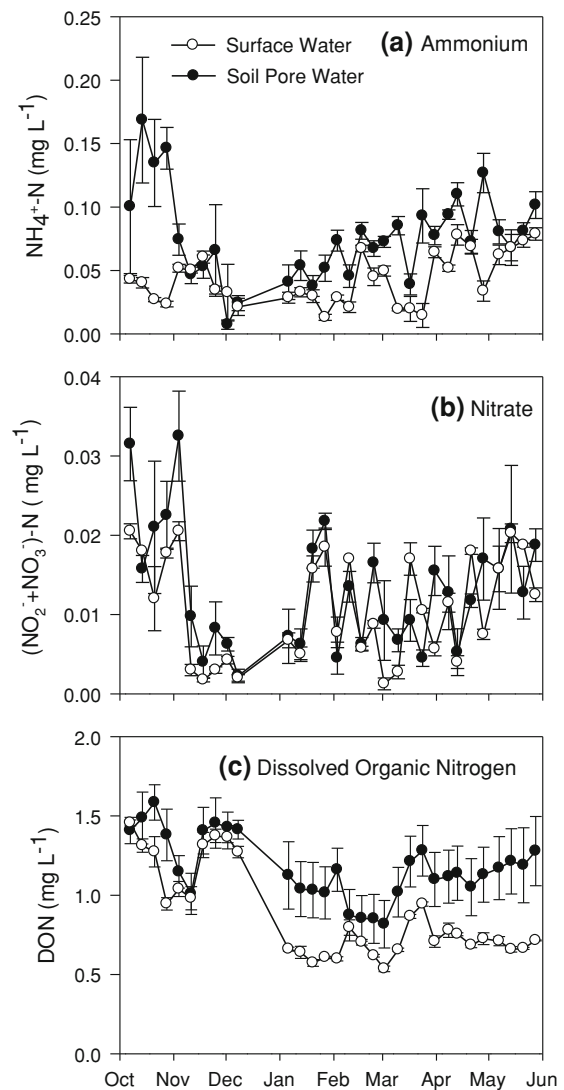 (a) Ammonium
Surface Water
Soil Pore Water
NH₄⁺-N (mg L⁻¹)
0.25
0.20
0.15
0.10
0.05
0.00
(b) Nitrate
(NO₂⁻+NO₃⁻)-N ( mg L⁻¹)
0.04
0.03
0.02
0.01
0.00
(c) Dissolved Organic Nitrogen
DON (mg L⁻¹)
2.0
1.5
1.0
0.5
0.0
Oct Nov Dec Jan Feb Mar Apr May Jun